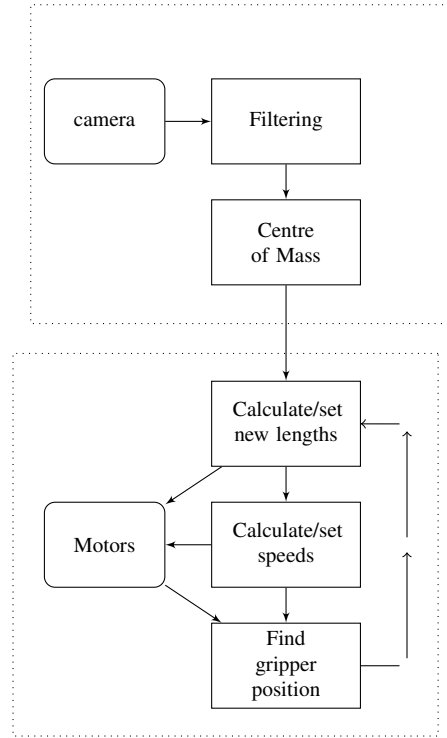 camera
Filtering
Centre
of Mass
Calculate/set
new lengths
Motors
Calculate/set
speeds
Find
gripper
position